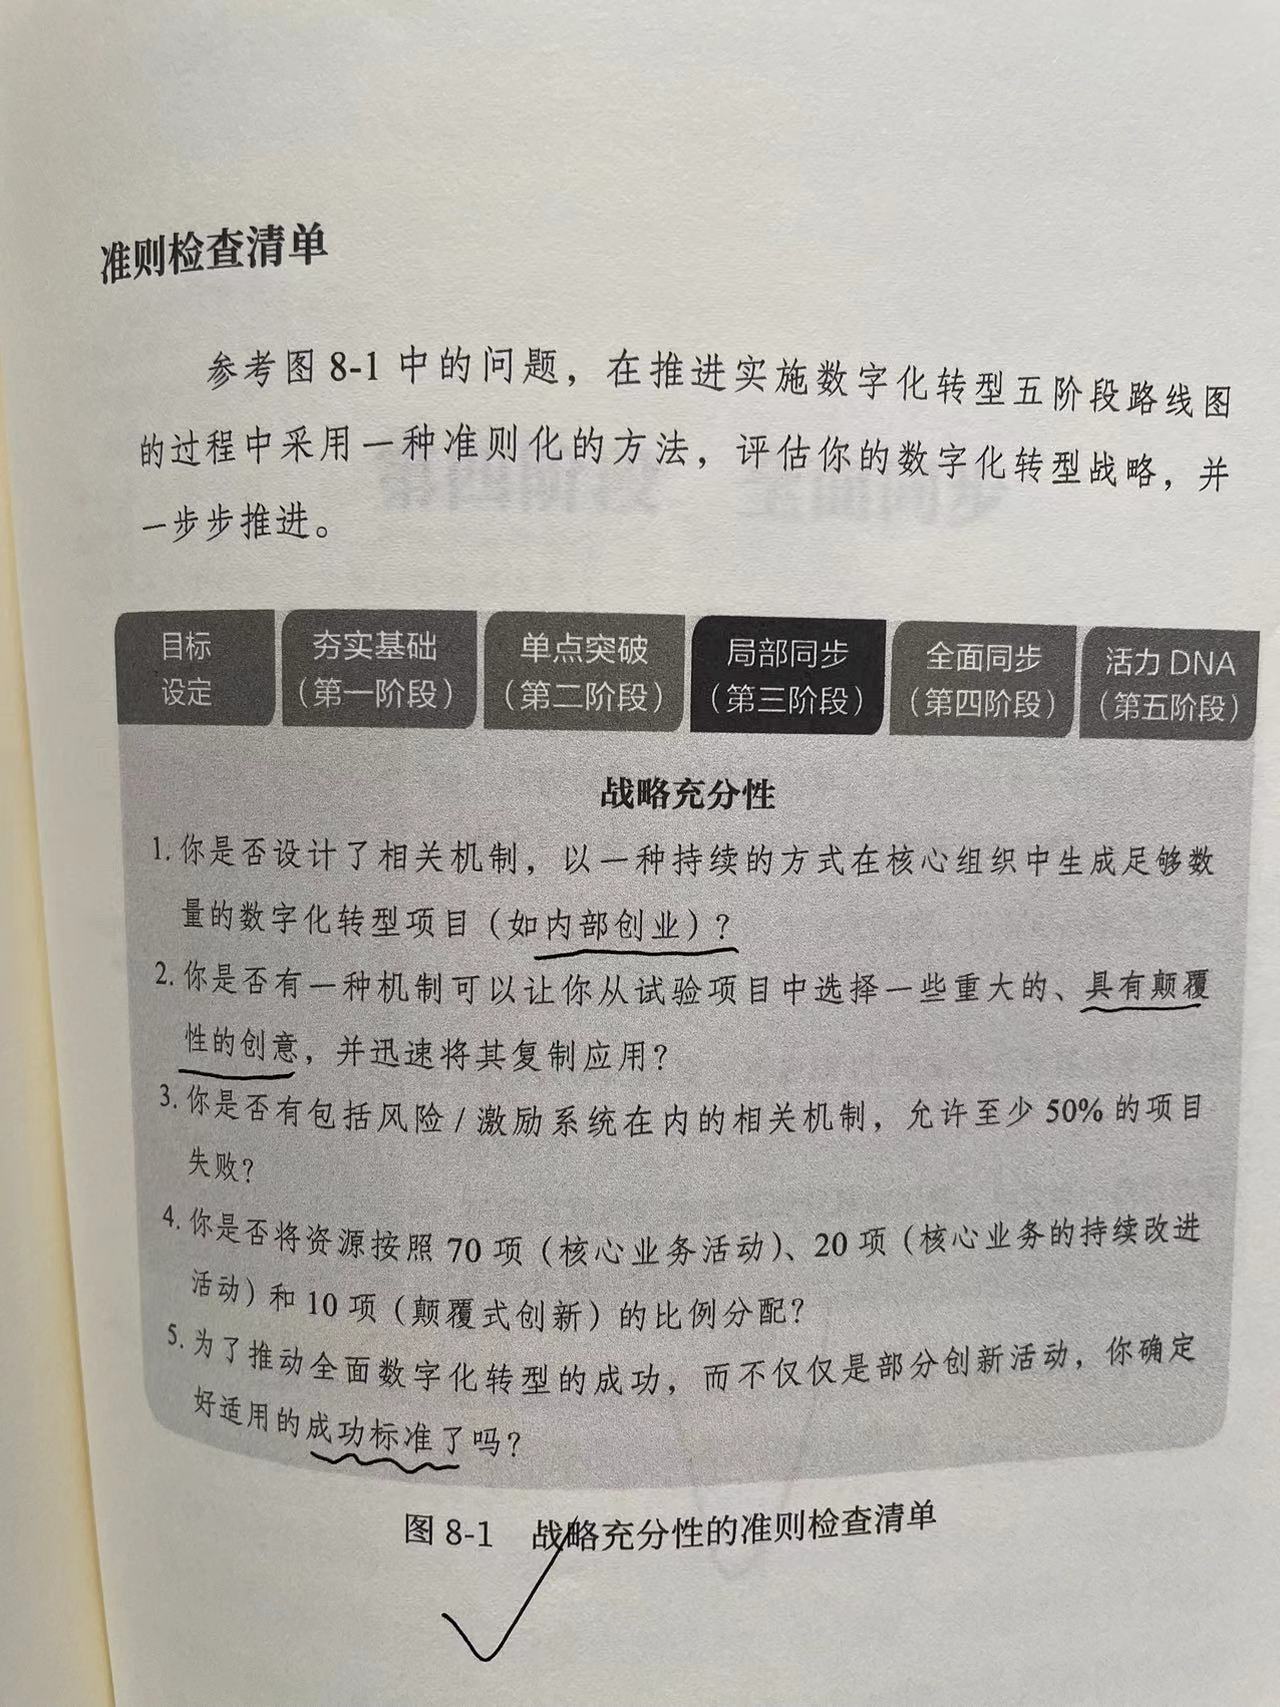 准则检查清单
参考图 8-1 中的问题，在推进实施数字化转型五阶段路线图
的过程中采用一种准则化的方法，评估你的数字化转型战略，并
一步步推进。
目标
设定
夯实基础
（第一阶段）
单点突破
（第二阶段）
局部同步
（第三阶段）
全面同步
（第四阶段）
活力 DNA
（第五阶段）
战略充分性
1. 你是否设计了相关机制，以一种持续的方式在核心组织中生成足够数
量的数字化转型项目（如内部创业）？
2. 你是否有一种机制可以让你从试验项目中选择一些重大的、具有颠覆
性的创意，并迅速将其复制应用？
3. 你是否有包括风险 / 激励系统在内的相关机制，允许至少 50% 的项目
失败？
4. 你是否将资源按照 70 项（核心业务活动）、20 项（核心业务的持续改进
活动）和 10 项（颠覆式创新）的比例分配？
5. 为了推动全面数字化转型的成功，而不仅仅是部分创新活动，你确定
好适用的成功标准了吗？
图 8-1 战略充分性的准则检查清单